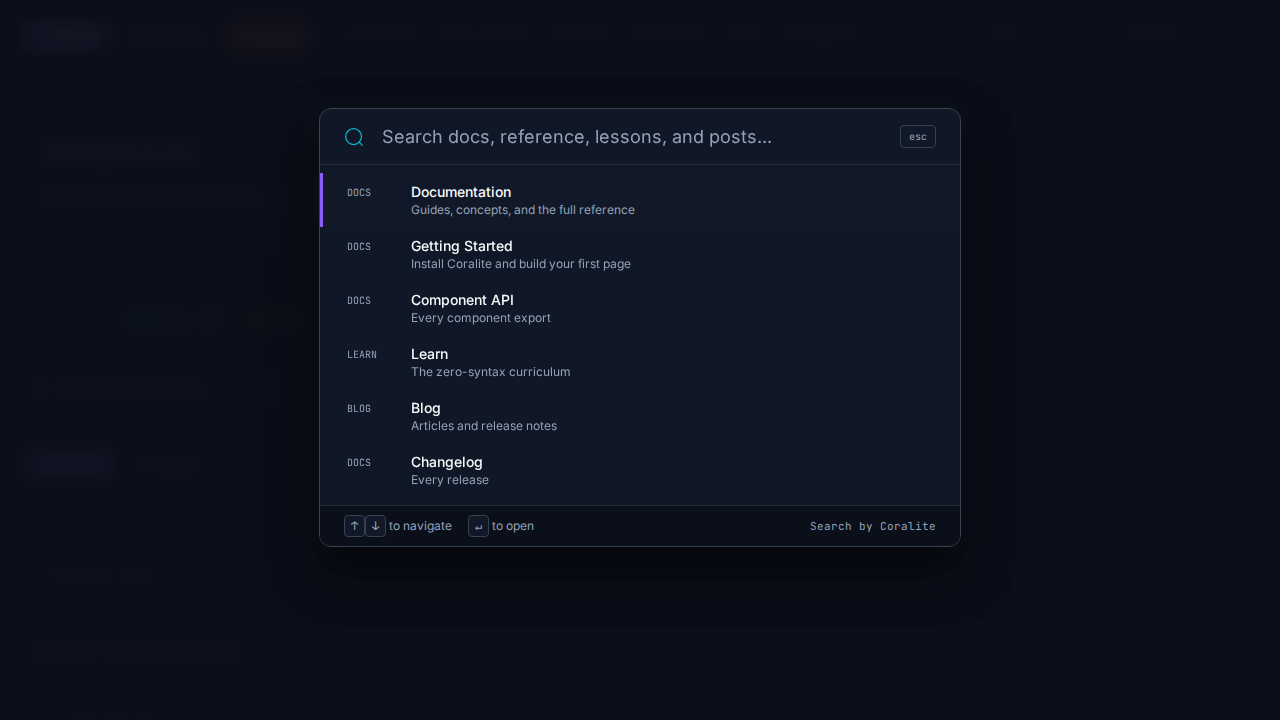 Search docs, reference, lessons, and posts... esc
DOCS Documentation
Guides, concepts, and the full reference
DOCS Getting Started
Install Coralite and build your first page
DOCS Component API
Every component export
LEARN Learn
The zero-syntax curriculum
BLOG Blog
Articles and release notes
DOCS Changelog
Every release
↑ ↓ to navigate ↵ to open Search by Coralite